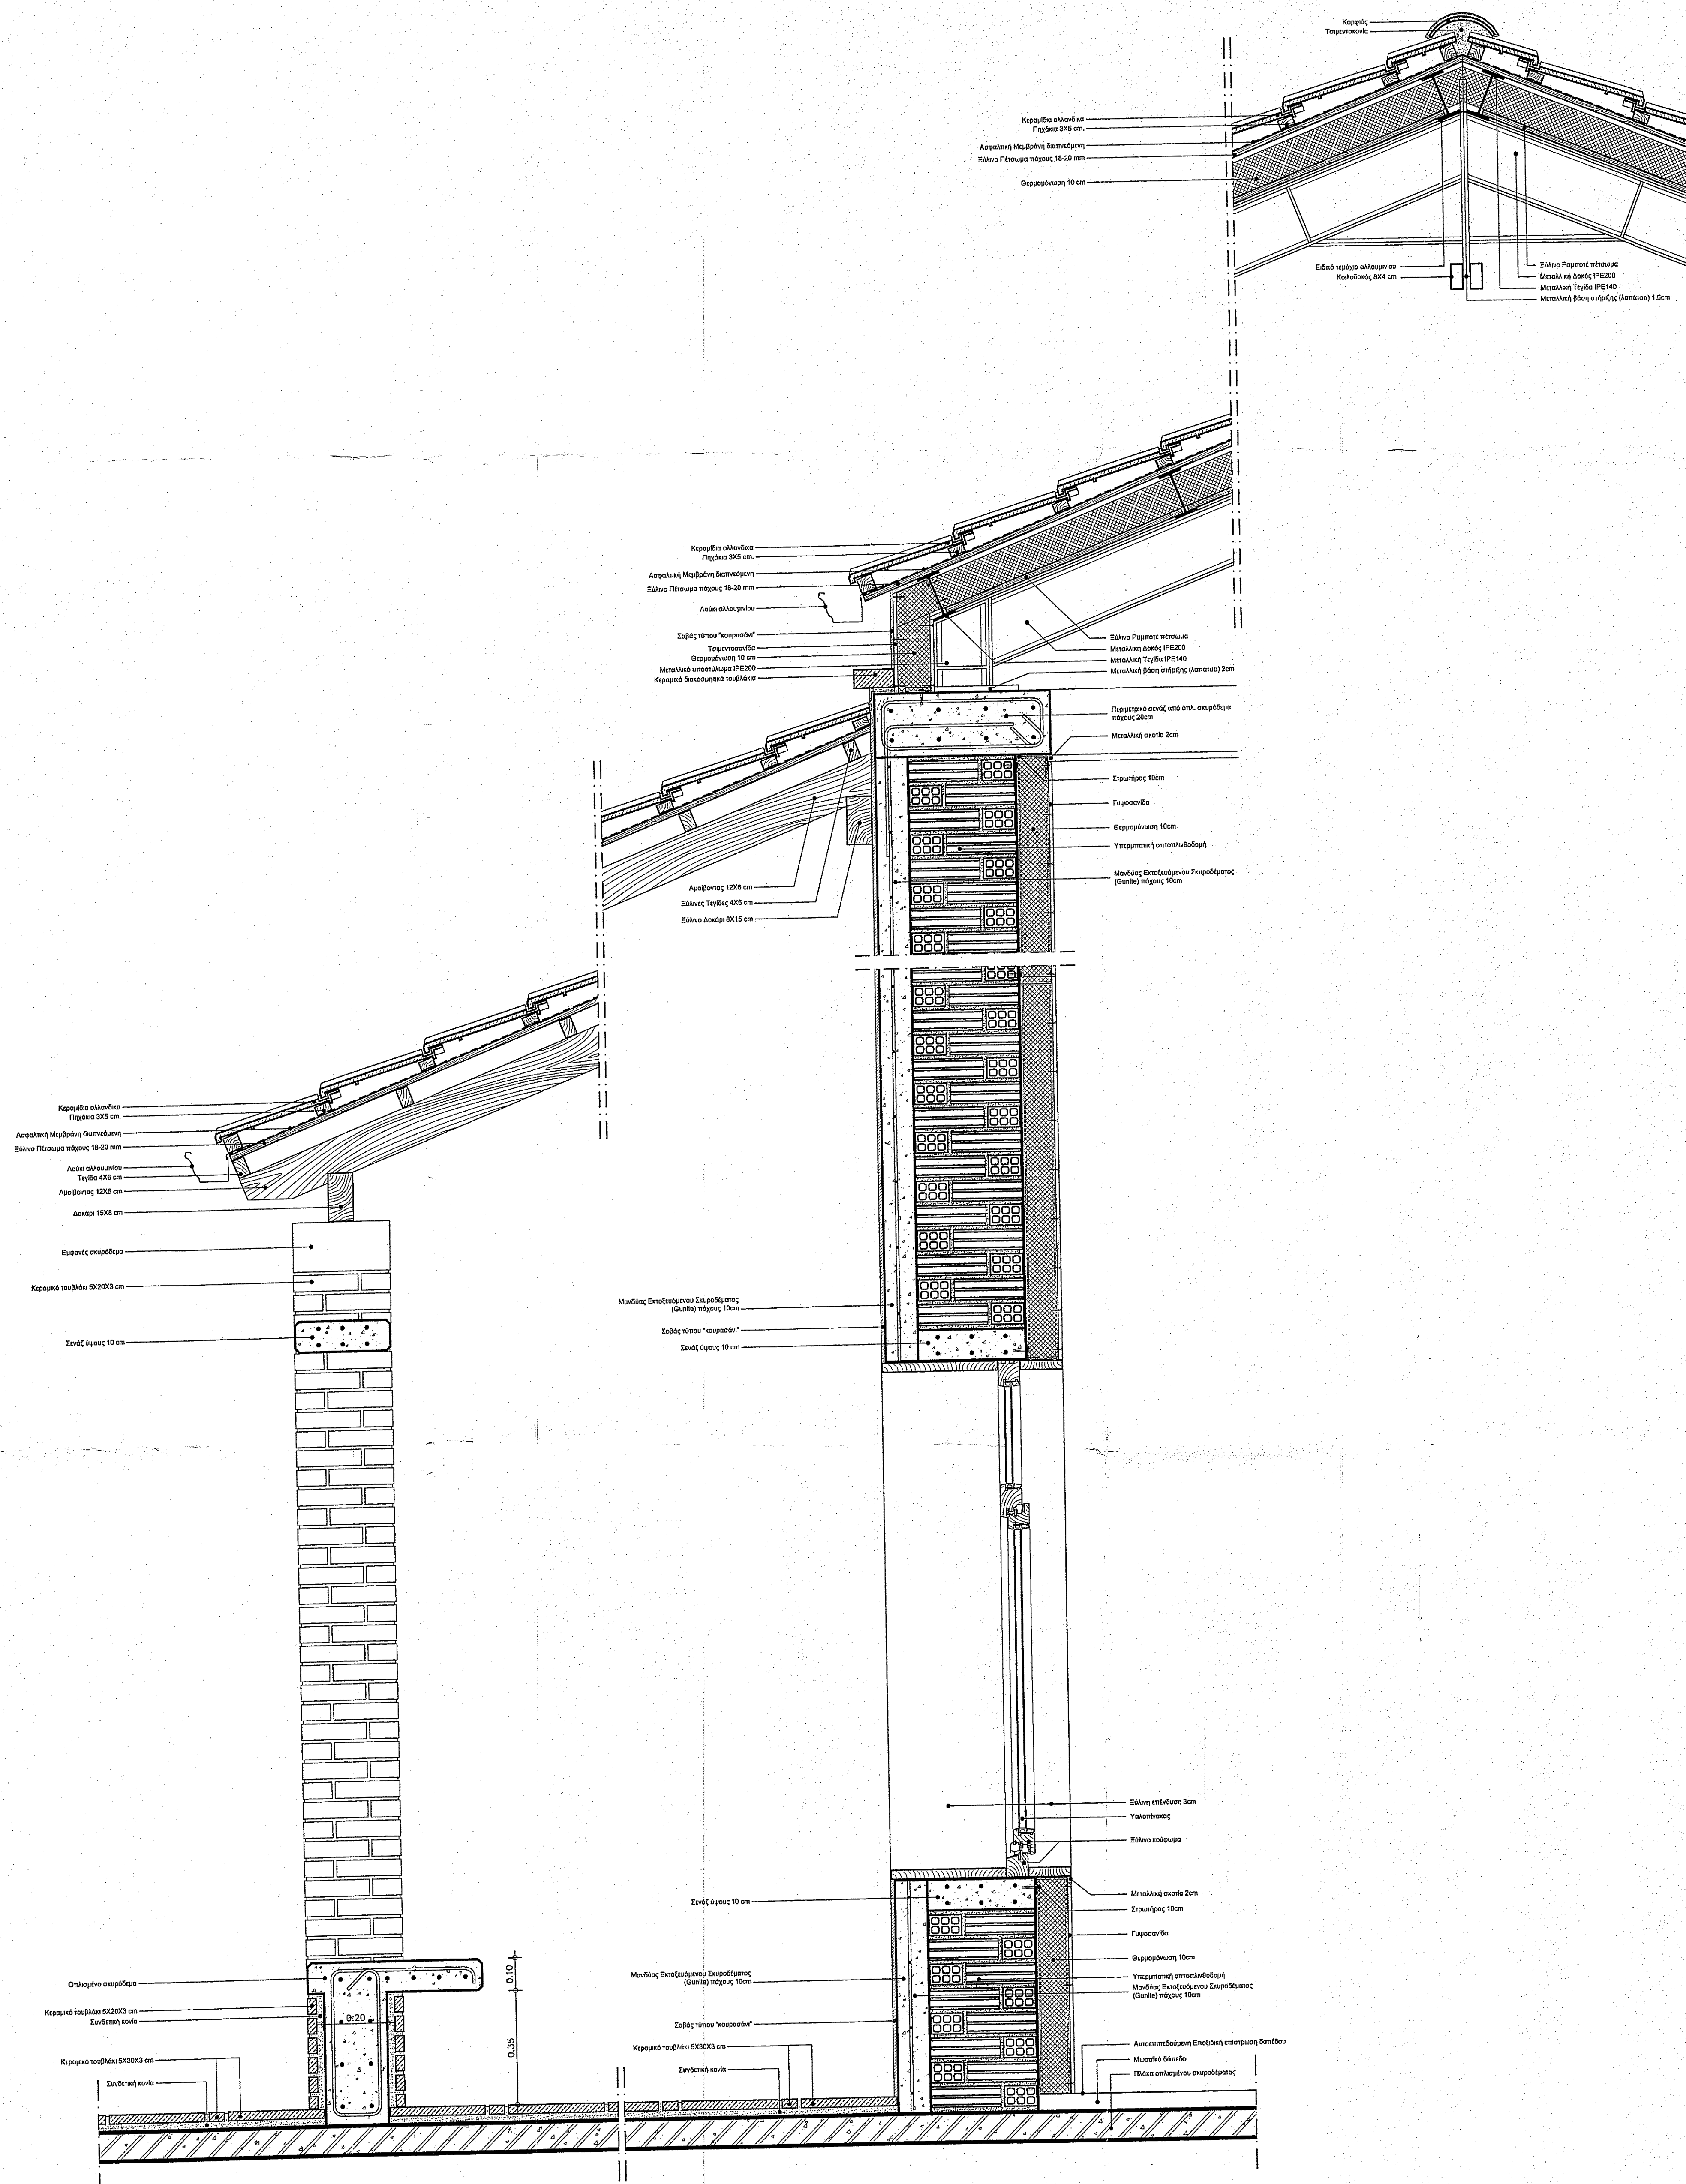 Κορφιάς
Τσιμεντοκονία
Κεραμίδια ολλανδικα
Πηχάκια 3Χ5 cm.
Ασφαλτική Μεμβράνη διαπνεόμενη
Ξύλινο Πέτσωμα πάχους 18-20 mm
Θερμομόνωση 10 cm
Ειδικό τεμάχιο αλλουμινίου
Κοιλοδοκός 8Χ4 cm
Ξύλινο Ραμποτέ πέτσωμα
Μεταλλική Δοκός IPE200
Μεταλλική Τεγίδα IPE140
Μεταλλική βάση στήριξης (λαπάτσα) 1,5cm
Κεραμίδια ολλανδικα
Πηχάκια 3Χ5 cm.
Ασφαλτική Μεμβράνη διαπνεόμενη
Ξύλινο Πέτσωμα πάχους 18-20 mm
Λούκι αλλουμινίου
Σοβάς τύπου "κουρασάνι"
Τσιμεντοσανίδα
Θερμομόνωση 10 cm
Μεταλλικό υποστύλωμα IPE200
Κεραμικά διακοσμητικά τουβλάκια
Ξύλινο Ραμποτέ πέτσωμα
Μεταλλική Δοκός IPE200
Μεταλλική Τεγίδα IPE140
Μεταλλική βάση στήριξης (λαπάτσα) 2cm
Περιμετρικό σενάζ από οπλ. σκυρόδεμα
πάχους 20cm
Μεταλλική σκοτία 2cm
Στρωτήρας 10cm
Γυψοσανίδα
Θερμομόνωση 10cm
Υπερμπατική οπτοπλινθοδομή
Μανδύας Εκτοξευόμενου Σκυροδέματος
(Gunite) πάχους 10cm
Αμείβοντας 12Χ6 cm
Ξύλινες Τεγίδες 4Χ6 cm
Ξύλινο Δοκάρι 8Χ15 cm
Κεραμίδια ολλανδικα
Πηχάκια 3Χ5 cm.
Ασφαλτική Μεμβράνη διαπνεόμενη
Ξύλινο Πέτσωμα πάχους 18-20 mm
Λούκι αλλουμινίου
Τεγίδα 4Χ6 cm
Αμείβοντας 12Χ6 cm
Δοκάρι 15Χ8 cm
Εμφανές σκυρόδεμα
Κεραμικό τουβλάκι 5Χ20Χ3 cm
Σενάζ ύψους 10 cm
Μανδύας Εκτοξευόμενου Σκυροδέματος
(Gunite) πάχους 10cm
Σοβάς τύπου "κουρασάνι"
Σενάζ ύψους 10 cm
Ξύλινη επένδυση 3cm
Υαλοπίνακας
Ξύλινο κούφωμα
Σενάζ ύψους 10 cm
Μεταλλική σκοτία 2cm
Στρωτήρας 10cm
Γυψοσανίδα
Θερμομόνωση 10cm
Υπερμπατική οπτοπλινθοδομή
Μανδύας Εκτοξευόμενου Σκυροδέματος
(Gunite) πάχους 10cm
Μανδύας Εκτοξευόμενου Σκυροδέματος
(Gunite) πάχους 10cm
Σοβάς τύπου "κουρασάνι"
Κεραμικό τουβλάκι 5Χ30Χ3 cm
Συνδετική κονία
Αυτοεπιπεδούμενη Εποξιδική επίστρωση δαπέδου
Μωσαϊκό δάπεδο
Πλάκα οπλισμένου σκυροδέματος
Οπλισμένο σκυρόδεμα
Κεραμικό τουβλάκι 5Χ20Χ3 cm
Συνδετική κονία
Κεραμικό τουβλάκι 5Χ30Χ3 cm
Συνδετική κονία
0.10
0:20
0.35